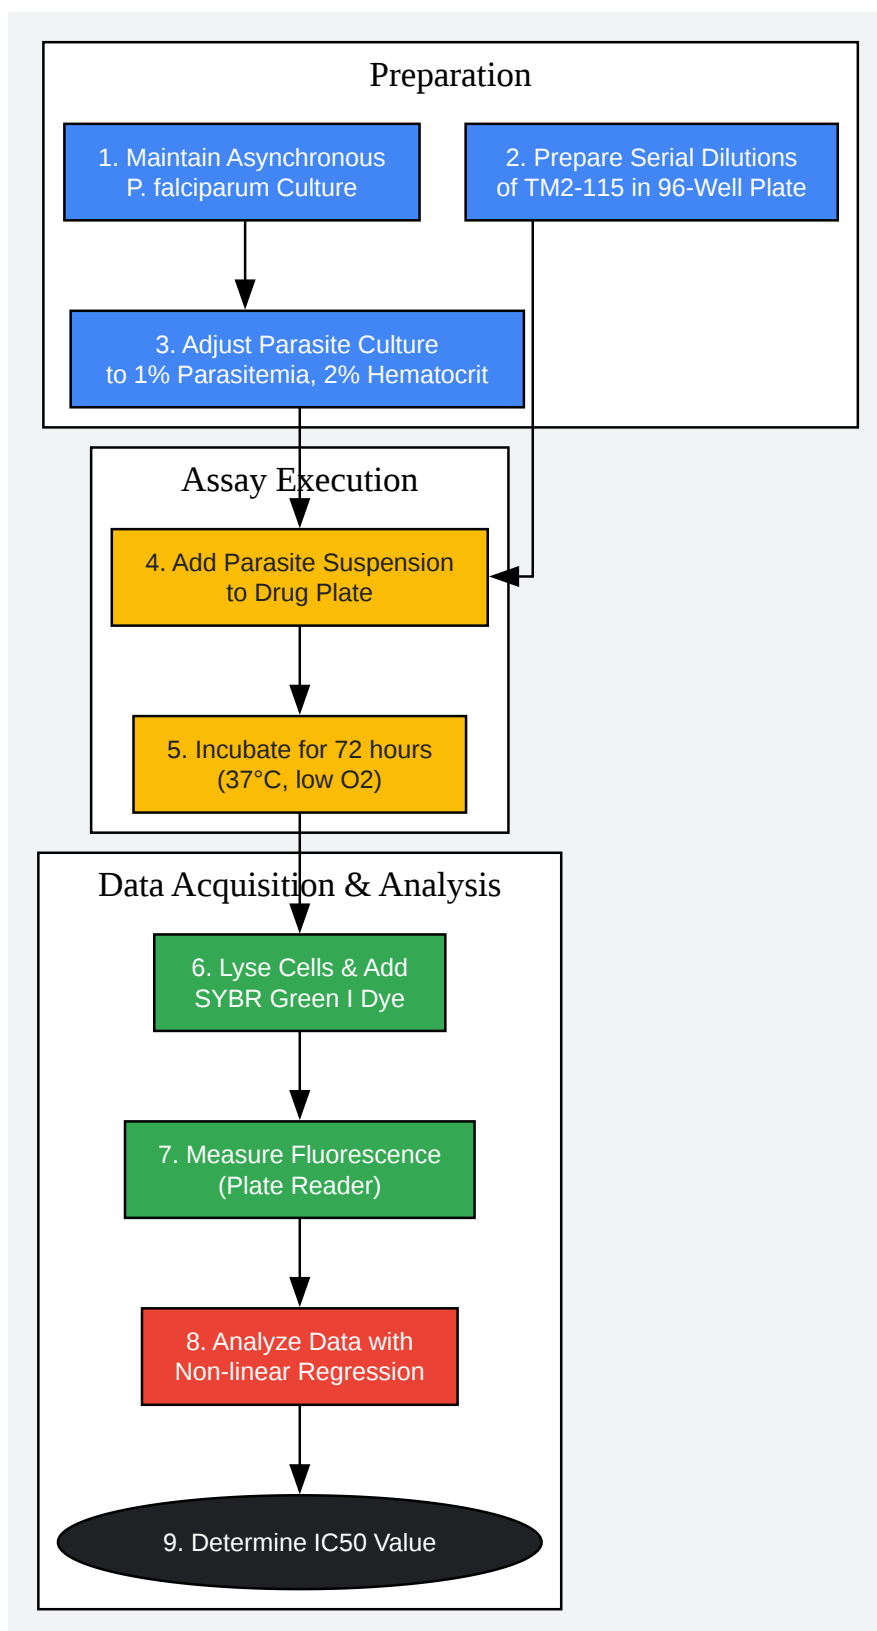 Preparation
1. Maintain Asynchronous
P. falciparum Culture
2. Prepare Serial Dilutions
of TM2-115 in 96-Well Plate
3. Adjust Parasite Culture
to 1% Parasitemia, 2% Hematocrit
Assay Execution
4. Add Parasite Suspension
to Drug Plate
5. Incubate for 72 hours
(37°C, low O2)
Data Acquisition & Analysis
6. Lyse Cells & Add
SYBR Green I Dye
7. Measure Fluorescence
(Plate Reader)
8. Analyze Data with
Non-linear Regression
9. Determine IC50 Value